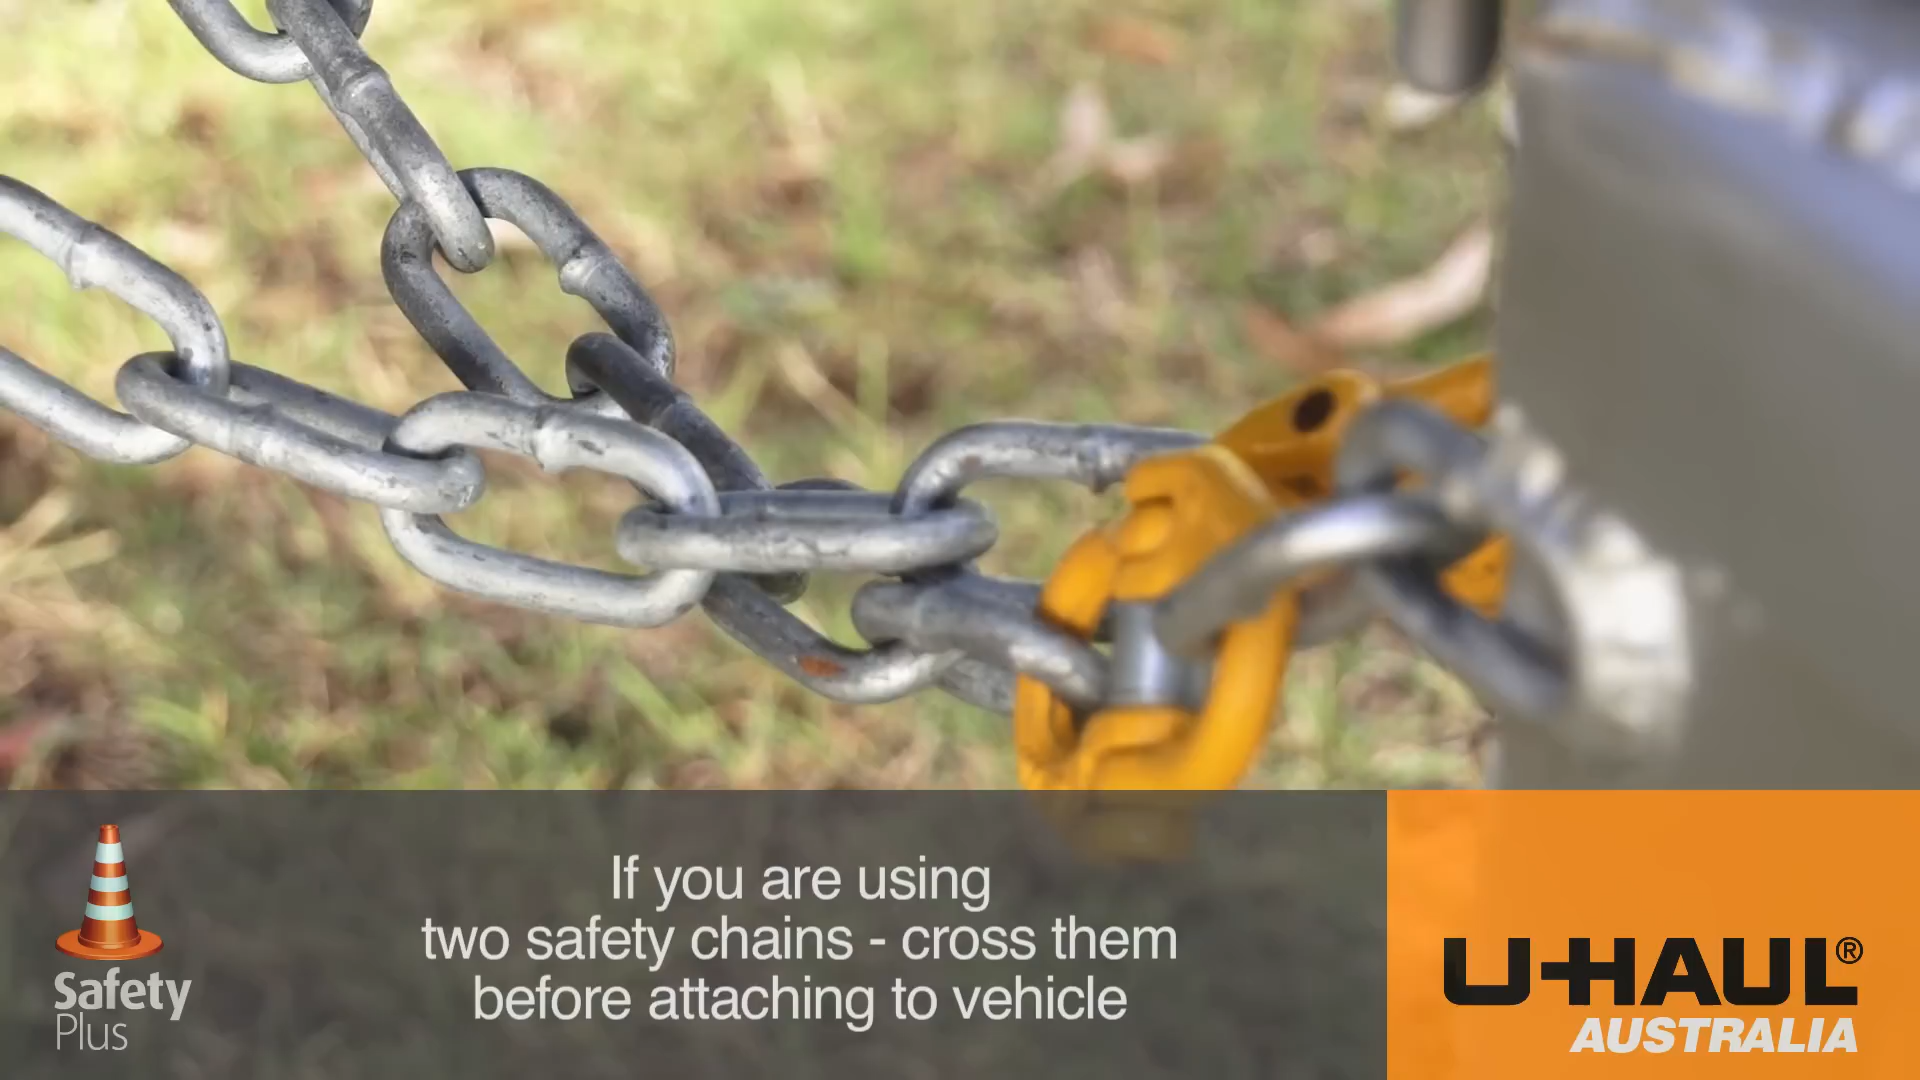 If you are using
two safety chains - cross them
before attaching to vehicle
Safety
Plus
U-HAUL®
AUSTRALIA